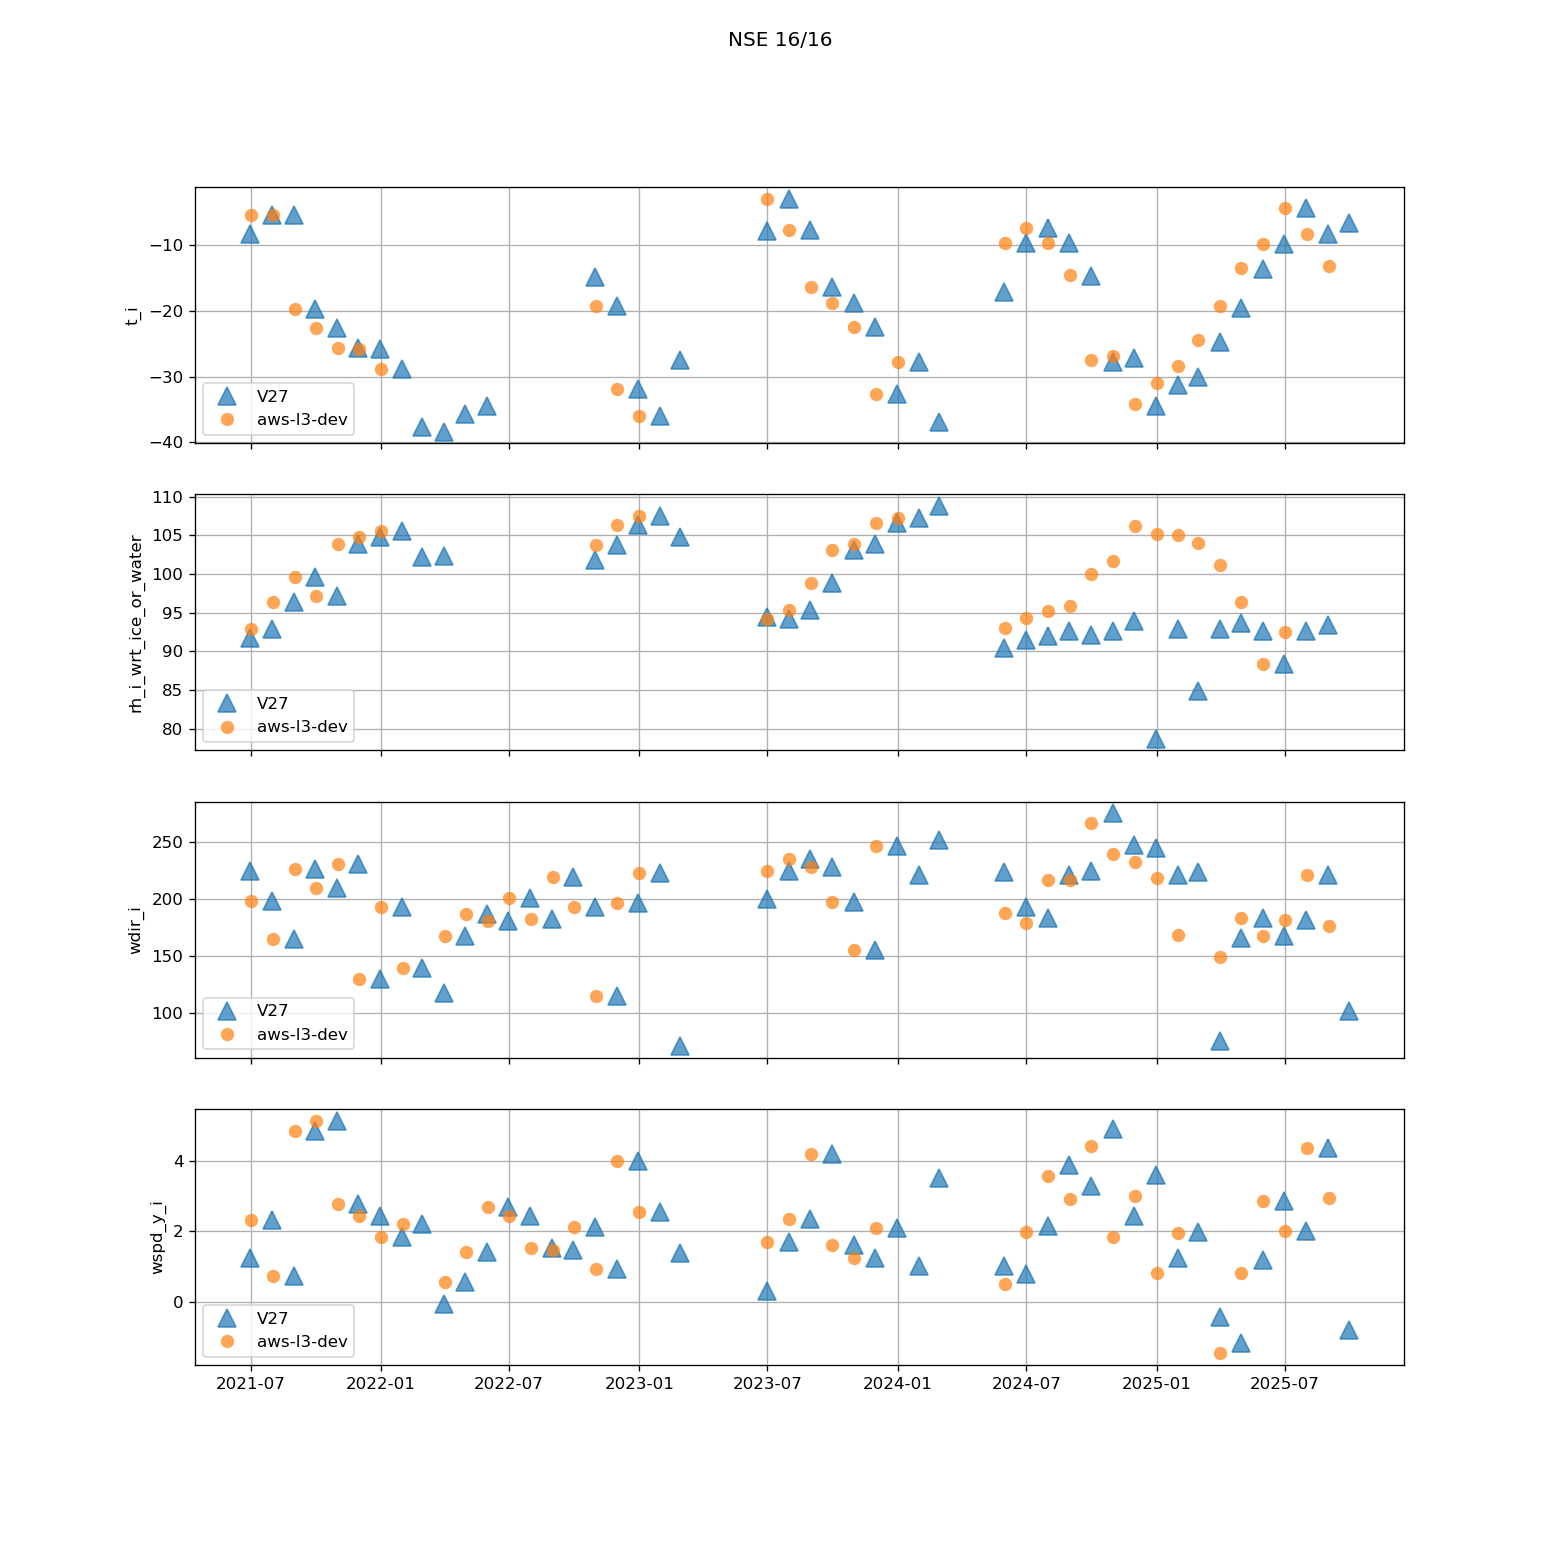 NSE 16/16
t_i
−10
−20
−30
−40
V27
aws-l3-dev
rh_i_wrt_ice_or_water
110
105
100
95
90
85
80
V27
aws-l3-dev
wdir_i
250
200
150
100
V27
aws-l3-dev
wspd_y_i
4
2
0
V27
aws-l3-dev
2021-07 2022-01 2022-07 2023-01 2023-07 2024-01 2024-07 2025-01 2025-07